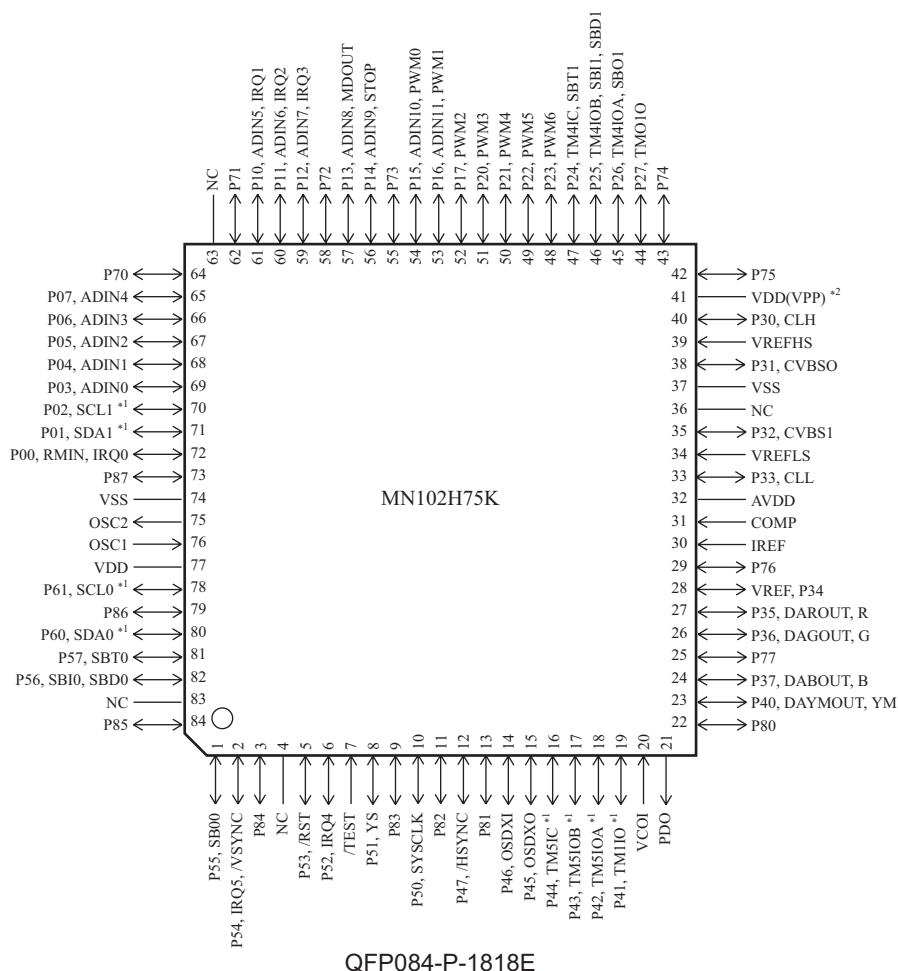 NC
P71
P10, ADIN5, IRQ1
P11, ADIN6, IRQ2
P12, ADIN7, IRQ3
P72
P13, ADIN8, MDOUT
P14, ADIN9, STOP
P73
P15, ADIN10, PWM0
P16, ADIN11, PWM1
P17, PWM2
P20, PWM3
P21, PWM4
P22, PWM5
P23, PWM6
P24, TM4IC, SBT1
P25, TM4IOB, SBI1, SBD1
P26, TM4IOA, SBO1
P27, TMO1O
P74
63 62 61 60 59 58 57 56 55 54 53 52 51 50 49 48 47 46 45 44 43
P70 64
P07, ADIN4 65
P06, ADIN3 66
P05, ADIN2 67
P04, ADIN1 68
P03, ADIN0 69
P02, SCL1 *1 70
P01, SDA1 *1 71
P00, RMIN, IRQ0 72
P87 73
VSS 74
OSC2 75
OSC1 76
VDD 77
P61, SCL0 *1 78
P86 79
P60, SDA0 *1 80
P57, SBT0 81
P56, SBI0, SBD0 82
NC 83
P85 84
MN102H75K
42 P75
41 VDD(VPP) *2
40 P30, CLH
39 VREFHS
38 P31, CVBSO
37 VSS
36 NC
35 P32, CVBS1
34 VREFLS
33 P33, CLL
32 AVDD
31 COMP
30 IREF
29 P76
28 VREF, P34
27 P35, DAROUT, R
26 P36, DAGOUT, G
25 P77
24 P37, DABOUT, B
23 P40, DAYMOUT, YM
22 P80
1 2 3 4 5 6 7 8 9 10 11 12 13 14 15 16 17 18 19 20 21
P55, SB00
P54, IRQ5, /VSYNC
P84
NC
P53, /RST
P52, IRQ4
/TEST
P51, YS
P83
P50, SYSCLK
P82
P47, /HSYNC
P81
P46, OSDXI
P45, OSDXO
P44, TM5IC *1
P43, TM5IOB *1
P42, TM5IOA *1
P41, TM1IO *1
VCOI
PDO
QFP084-P-1818E